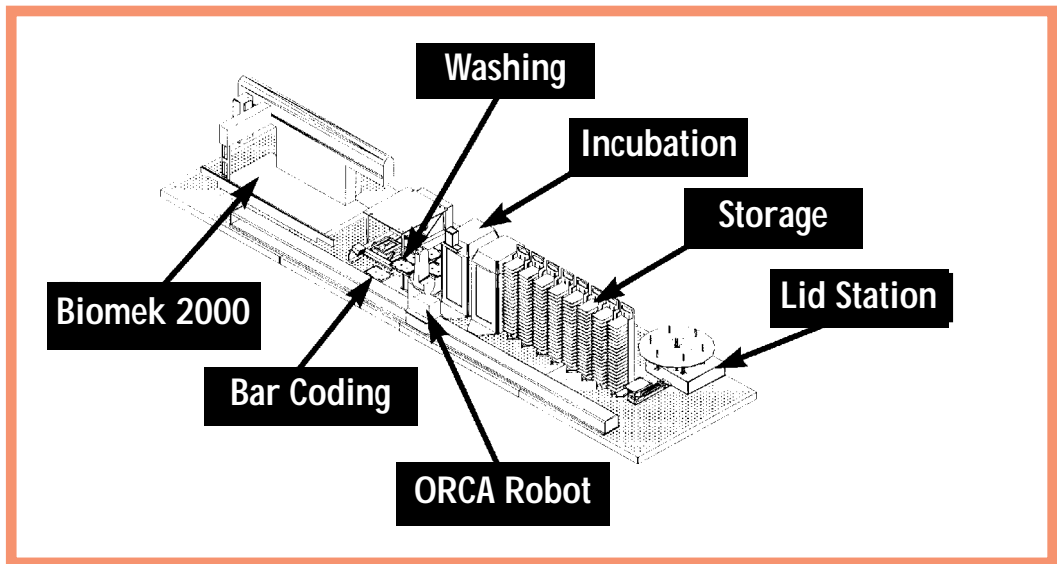 Washing
Incubation
Storage
Lid Station
Biomek 2000
Bar Coding
ORCA Robot